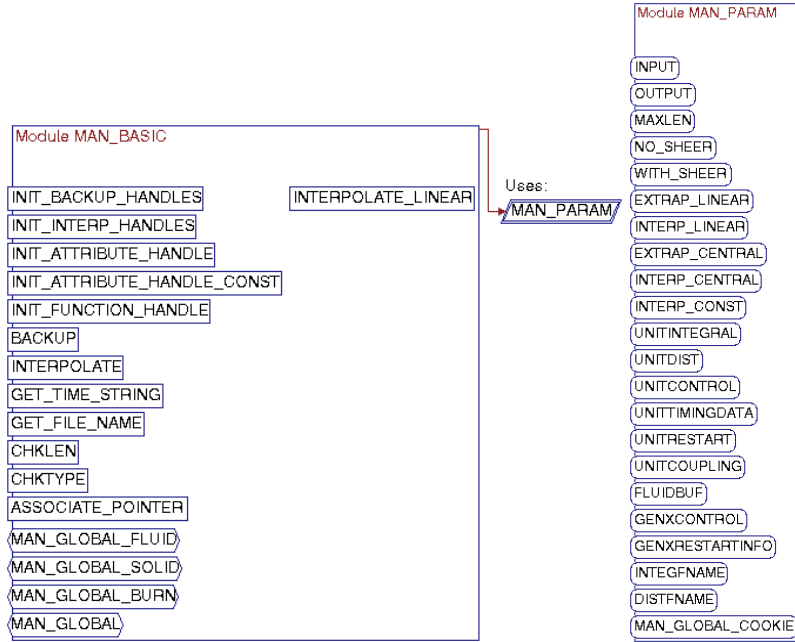 Module MAN_BASIC
INIT_BACKUP_HANDLES
INIT_INTERP_HANDLES
INIT_ATTRIBUTE_HANDLE
INIT_ATTRIBUTE_HANDLE_CONST
INIT_FUNCTION_HANDLE
BACKUP
INTERPOLATE
GET_TIME_STRING
GET_FILE_NAME
CHKLEN
CHKTYPE
ASSOCIATE_POINTER
MAN_GLOBAL_FLUID
MAN_GLOBAL_SOLID
MAN_GLOBAL_BURN
MAN_GLOBAL
INTERPOLATE_LINEAR
Uses:
MAN_PARAM
Module MAN_PARAM
INPUT
OUTPUT
MAXLEN
NO_SHEER
WITH_SHEER
EXTRAP_LINEAR
INTERP_LINEAR
EXTRAP_CENTRAL
INTERP_CENTRAL
INTERP_CONST
UNITINTEGRAL
UNITDIST
UNITCONTROL
UNITTIMINGDATA
UNITRESTART
UNITCOUPLING
FLUIDBUF
GENXCONTROL
GENXRESTARTINFO
INTEGFNAME
DISTFNAME
MAN_GLOBAL_COOKIE